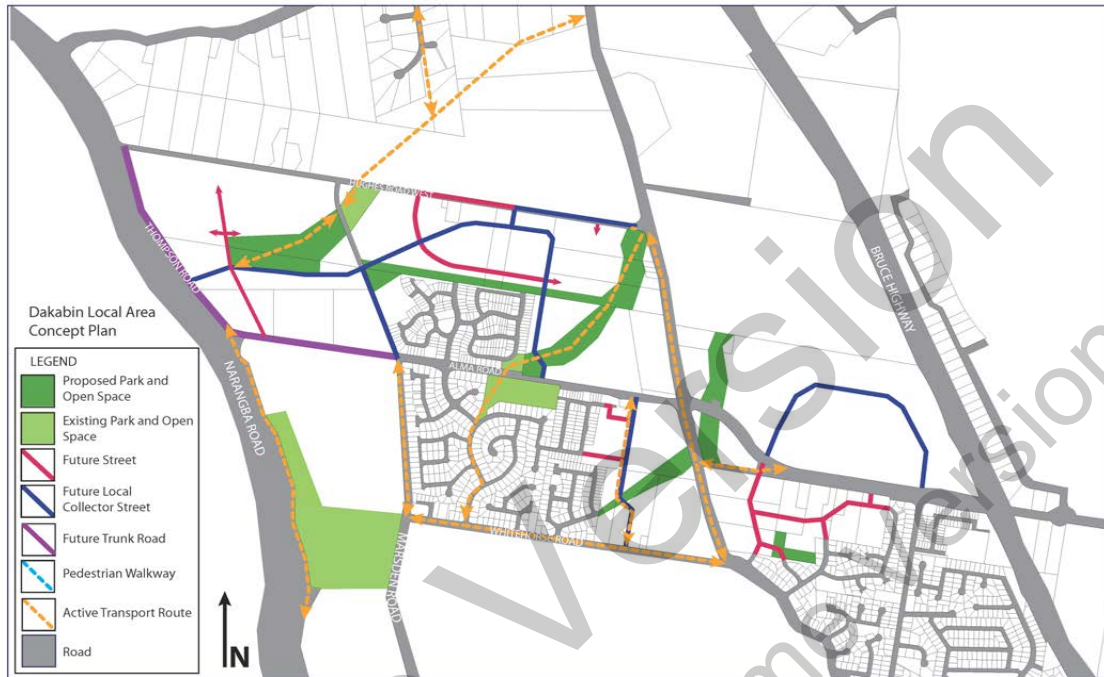 HUGHES ROAD WEST
THOMPSON ROAD
BRUCE HIGHWAY
NARANGBA ROAD
ALMA ROAD
WHITEHORSE ROAD
MARSDEN ROAD
Dakabin Local Area
Concept Plan
LEGEND
Proposed Park and
Open Space
Existing Park and Open
Space
Future Street
Future Local
Collector Street
Future Trunk Road
Pedestrian Walkway
Active Transport Route
Road
N
Version
Version